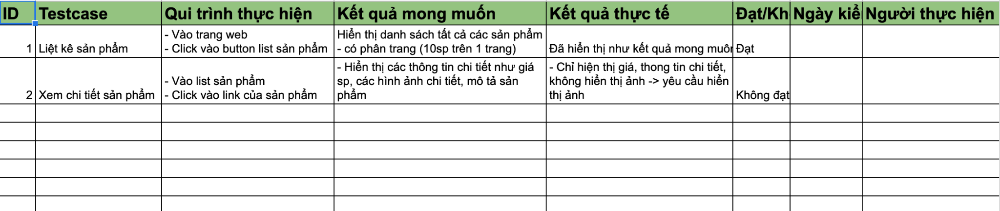 ID Testcase Qui trình thực hiện Kết quả mong muốn Kết quả thực tế Đạt/Kh Ngày kiể Người thực hiện
1 Liệt kê sản phẩm
- Vào trang web
- Click vào button list sản phẩm
Hiển thị danh sách tất cả các sản phẩm
- có phân trang (10sp trên 1 trang)
Đã hiển thị như kết quả mong muôn
Đạt
2 Xem chi tiết sản phẩm
- Vào list sản phẩm
- Click vào link của sản phẩm
- Hiển thị các thông tin chi tiết như giá
sp, các hình ảnh chi tiết, mô tả sản
phẩm
- Chỉ hiện thị giá, thong tin chi tiết,
không hiển thị ảnh -> yêu cầu hiển
thị ảnh
Không đạt